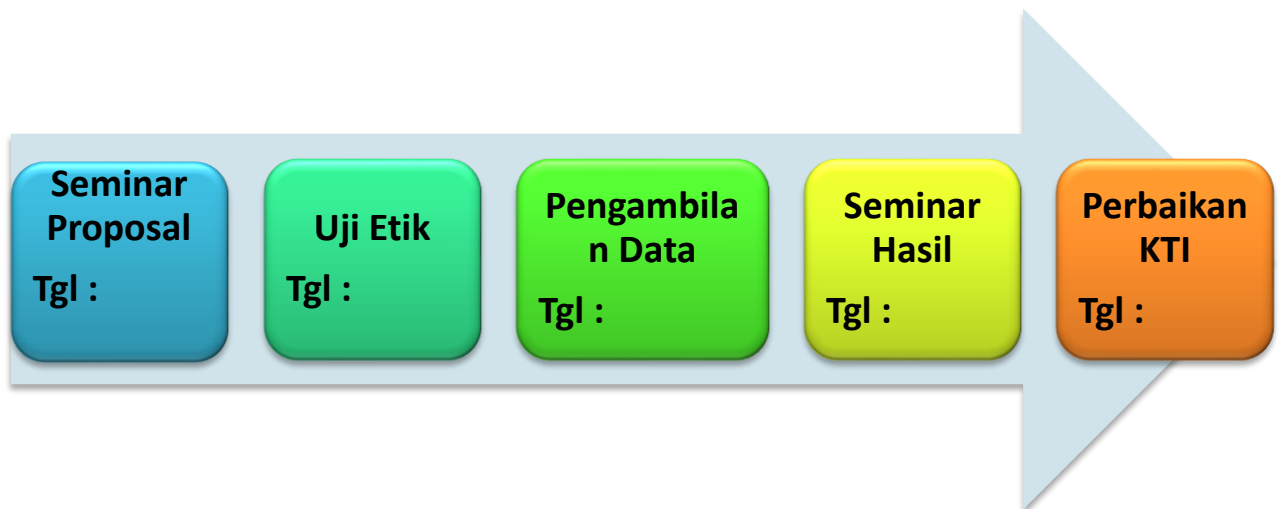 Seminar
Proposal
Tgl :
Uji Etik
Tgl :
Pengambila
n Data
Tgl :
Seminar
Hasil
Tgl :
Perbaikan
KTI
Tgl :